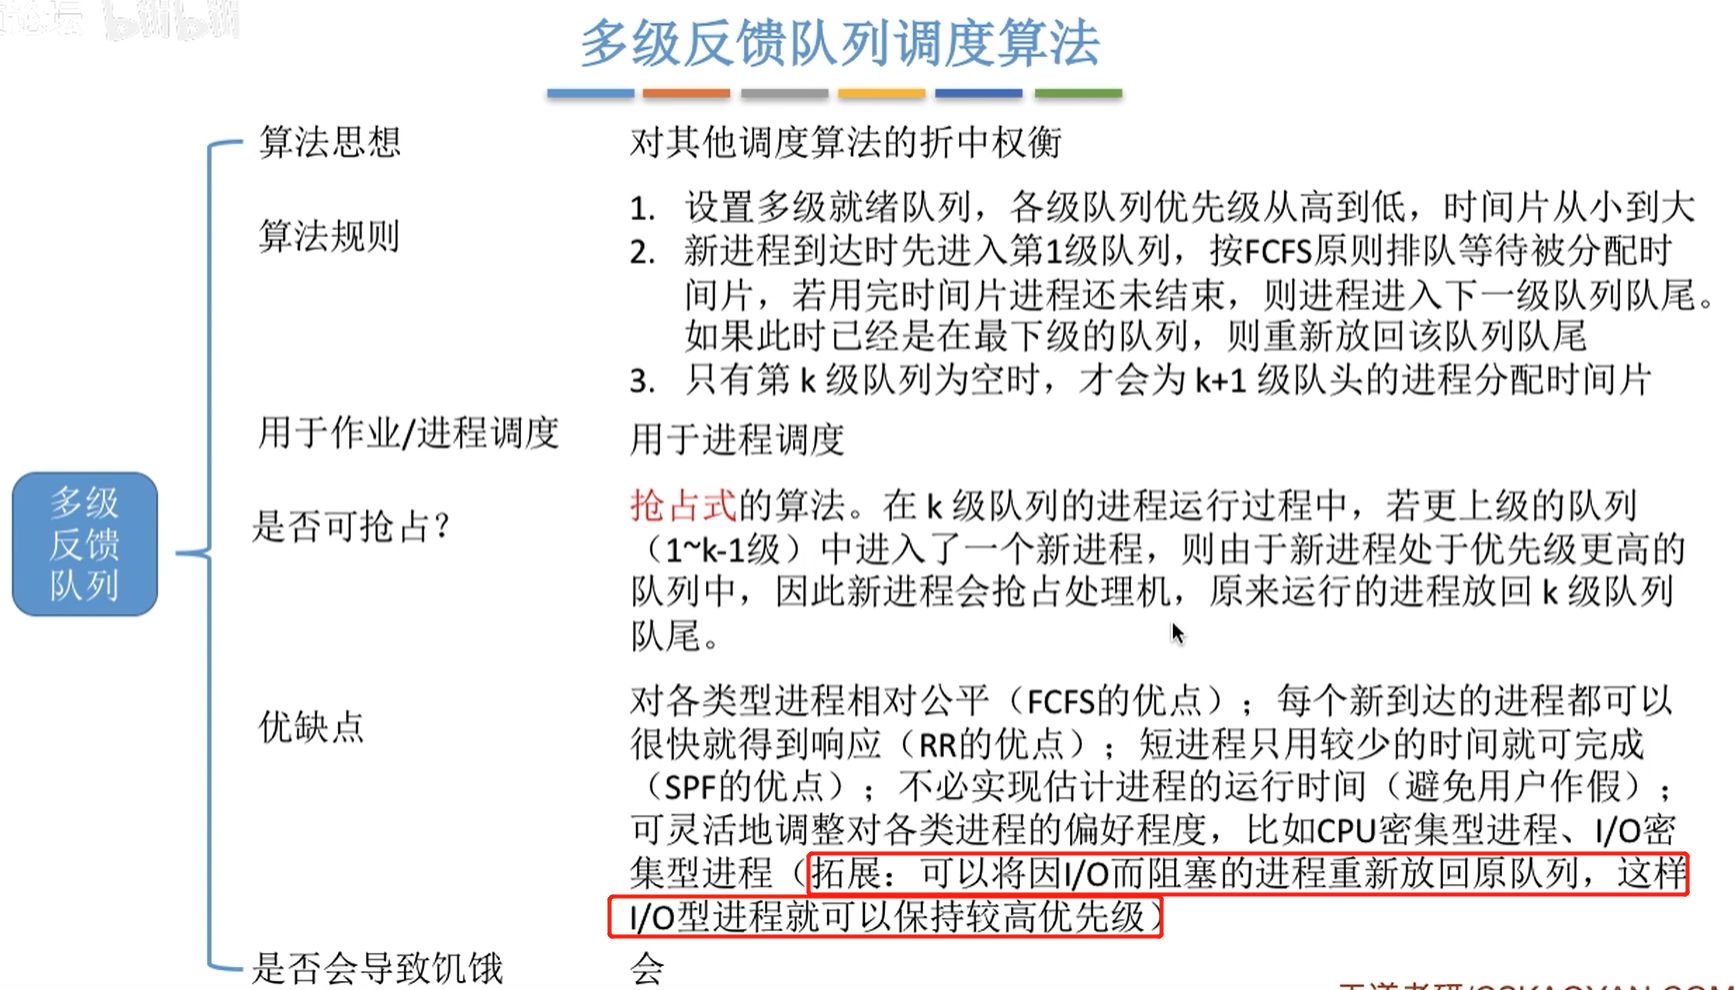 论坛 bilibili
多级反馈队列调度算法
算法思想
对其他调度算法的折中权衡
算法规则
1. 设置多级就绪队列，各级队列优先级从高到低，时间片从小到大
2. 新进程到达时先进入第1级队列，按FCFS原则排队等待被分配时
间片，若用完时间片进程还未结束，则进程进入下一级队列队尾。
如果此时已经是在最下级的队列，则重新放回该队列队尾
3. 只有第 k 级队列为空时，才会为 k+1 级队头的进程分配时间片
用于作业/进程调度
用于进程调度
多级
反馈
队列
是否可抢占？
抢占式的算法。在 k 级队列的进程运行过程中，若更上级的队列
（1~k-1级）中进入了一个新进程，则由于新进程处于优先级更高的
队列中，因此新进程会抢占处理机，原来运行的进程放回 k 级队列
队尾。
优缺点
对各类型进程相对公平（FCFS的优点）；每个新到达的进程都可以
很快就得到响应（RR的优点）；短进程只用较少的时间就可完成
（SPF的优点）；不必实现估计进程的运行时间（避免用户作假）；
可灵活地调整对各类进程的偏好程度，比如CPU密集型进程、I/O密
集型进程（拓展：可以将因I/O而阻塞的进程重新放回原队列，这样
I/O型进程就可以保持较高优先级）
是否会导致饥饿
会